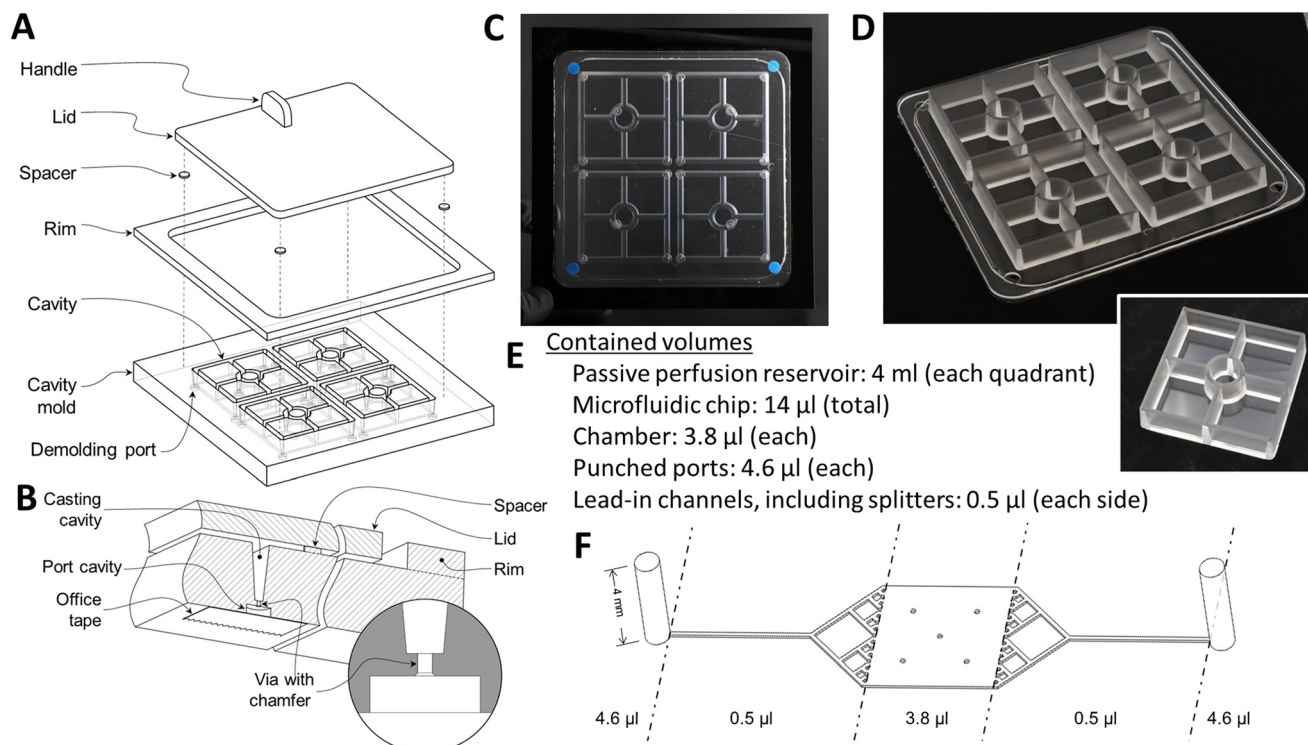 A
Handle
Lid
Spacer
Rim
Cavity
Cavity
mold
Demolding port
B
Casting
cavity
Port cavity
Office
tape
Via with
chamfer
Spacer
Lid
Rim
C
D
E
Contained volumes
Passive perfusion reservoir: 4 ml (each quadrant)
Microfluidic chip: 14 µl (total)
Chamber: 3.8 µl (each)
Punched ports: 4.6 µl (each)
Lead-in channels, including splitters: 0.5 µl (each side)
F
4 mm
4.6 µl
0.5 µl
3.8 µl
0.5 µl
4.6 µl